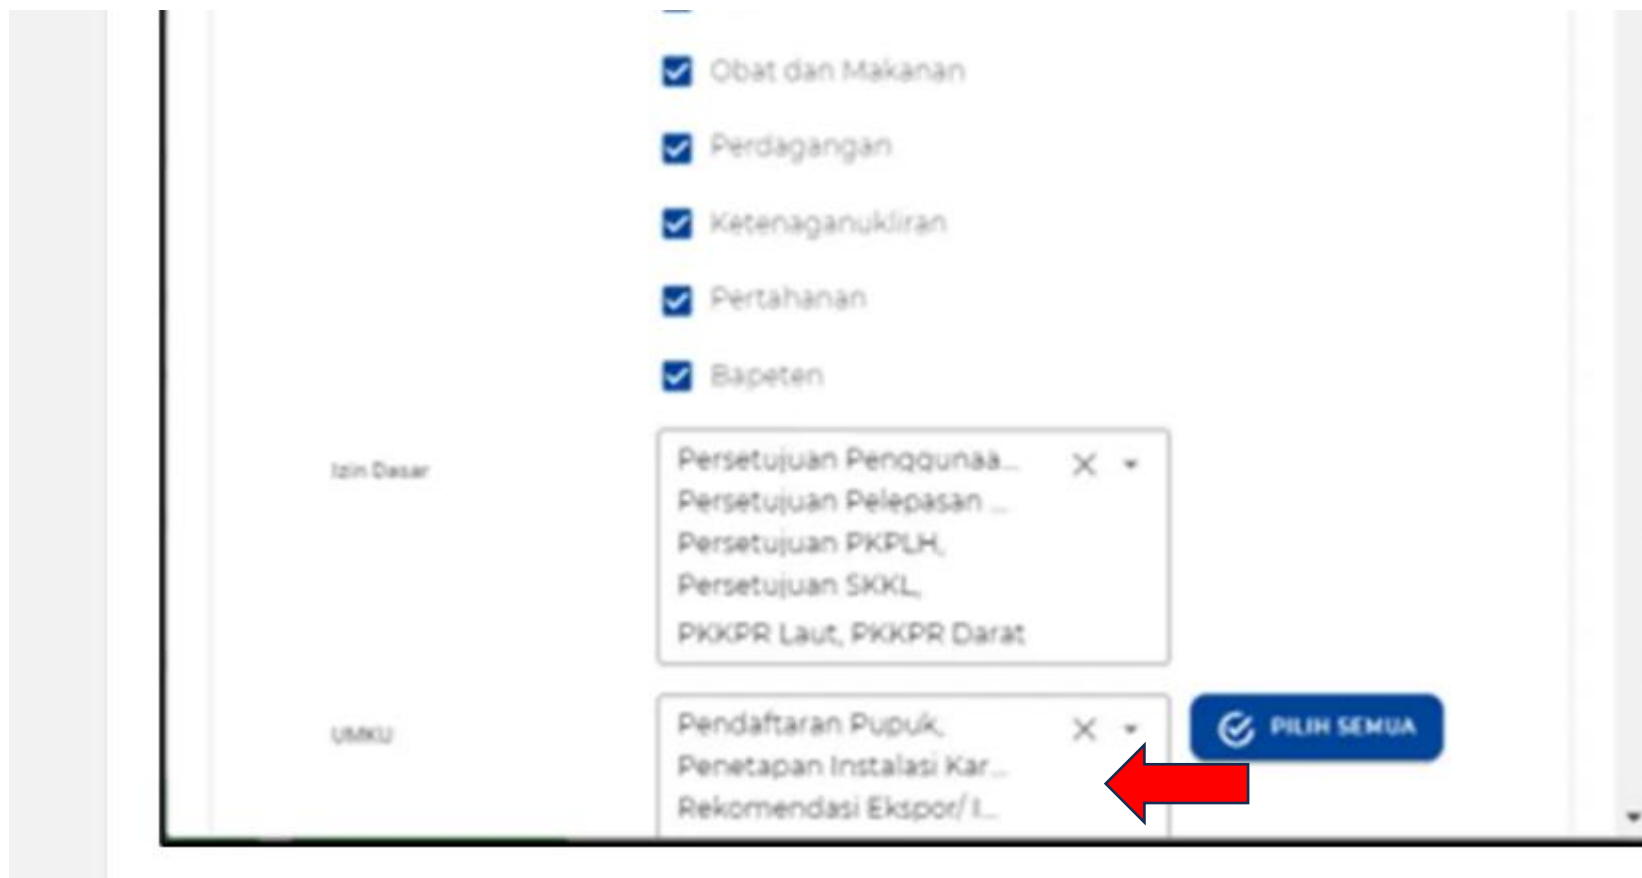 Obat dan Makanan
Perdagangan
Ketenaganukliran
Pertahanan
Bapeten
Izin Dasar
Persetujuan Penggunaa...
Persetujuan Pelepasan ...
Persetujuan PKPLH,
Persetujuan SKKL,
PKKPR Laut, PKKPR Darat
UMKU
Pendaftaran Pupuk,
Penetapan Instalasi Kar...
Rekomendasi Ekspor/ I...
PILIH SEMUA